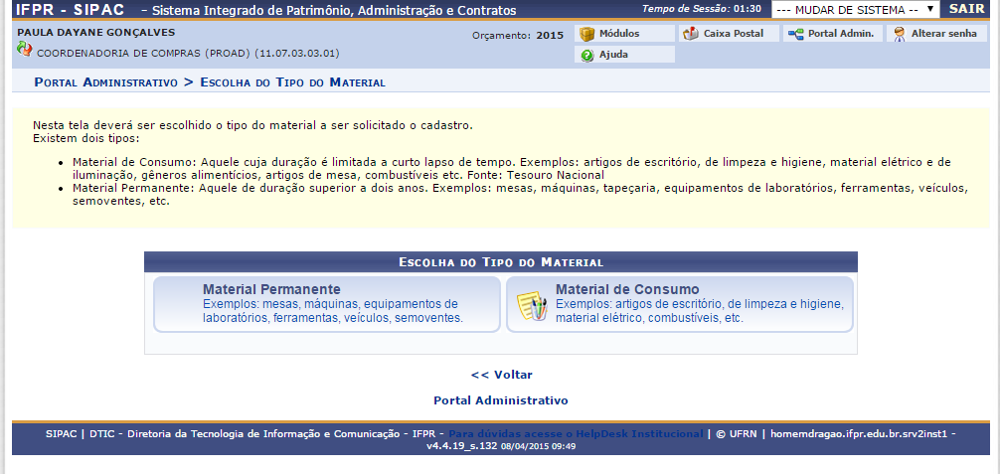 IFPR - SIPAC - Sistema Integrado de Patrimônio, Administração e Contratos
Tempo de Sessão: 01:30
--- MUDAR DE SISTEMA ---
SAIR
PAULA DAYANE GONÇALVES
Orçamento: 2015
Módulos
Caixa Postal
Portal Admin.
Alterar senha
COORDENADORIA DE COMPRAS (PROAD) (11.07.03.03.01)
Ajuda
Portal Administrativo > Escolha do Tipo do Material
Nesta tela deverá ser escolhido o tipo do material a ser solicitado o cadastro.
Existem dois tipos:
• Material de Consumo: Aquele cuja duração é limitada a curto lapso de tempo. Exemplos: artigos de escritório, de limpeza e higiene, material elétrico e de
iluminação, gêneros alimentícios, artigos de mesa, combustíveis etc. Fonte: Tesouro Nacional
• Material Permanente: Aquele de duração superior a dois anos. Exemplos: mesas, máquinas, tapeçaria, equipamentos de laboratórios, ferramentas, veículos,
semoventes, etc.
Escolha do Tipo do Material
Material Permanente
Exemplos: mesas, máquinas, equipamentos de
laboratórios, ferramentas, veículos, semoventes.
Material de Consumo
Exemplos: artigos de escritório, de limpeza e higiene,
material elétrico, combustíveis, etc.
<< Voltar
Portal Administrativo
SIPAC | DTIC - Diretoria da Tecnologia de Informação e Comunicação - IFPR - Para dúvidas acesse o HelpDesk Institucional | © UFRN | homemdragao.ifpr.edu.br.srv2inst1 -
v4.4.19_s.132 08/04/2015 09:49